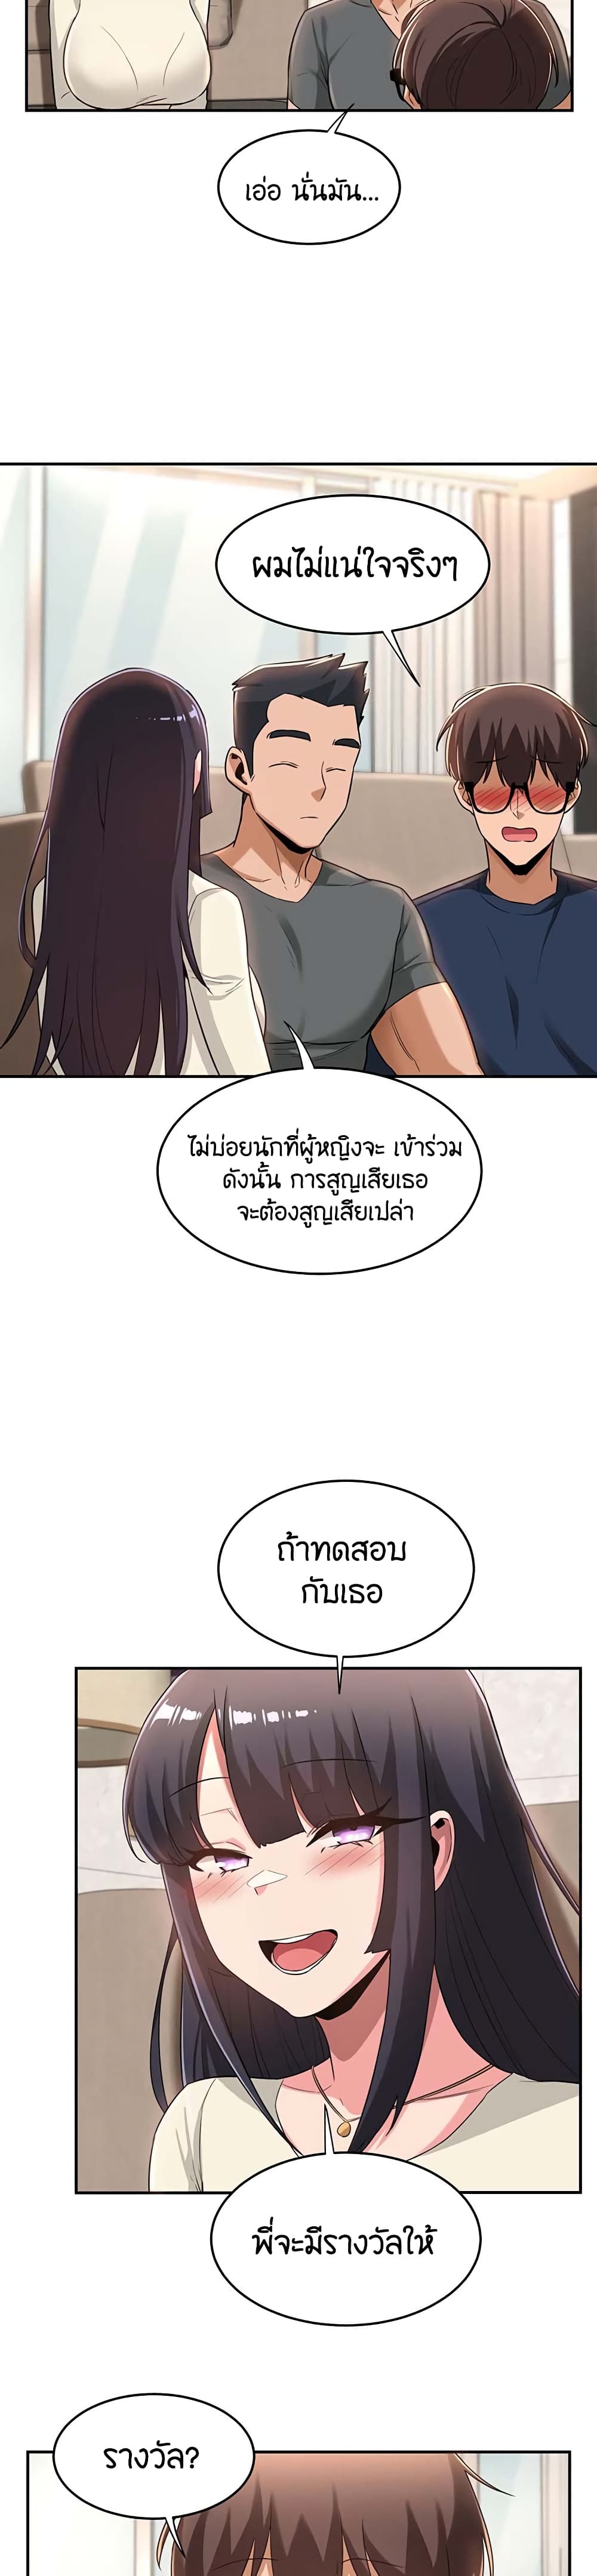 เอ่อ นั่นมัน...
ผมไม่แน่ใจจริงๆ
ไม่บ่อยนักที่ผู้หญิงจะ เข้าร่วม
ดังนั้น การสูญเสียเธอ
จะต้องสูญเสียเปล่า
ถ้าทดสอบ
กับเธอ
พี่จะมีรางวัลให้
รางวัล?